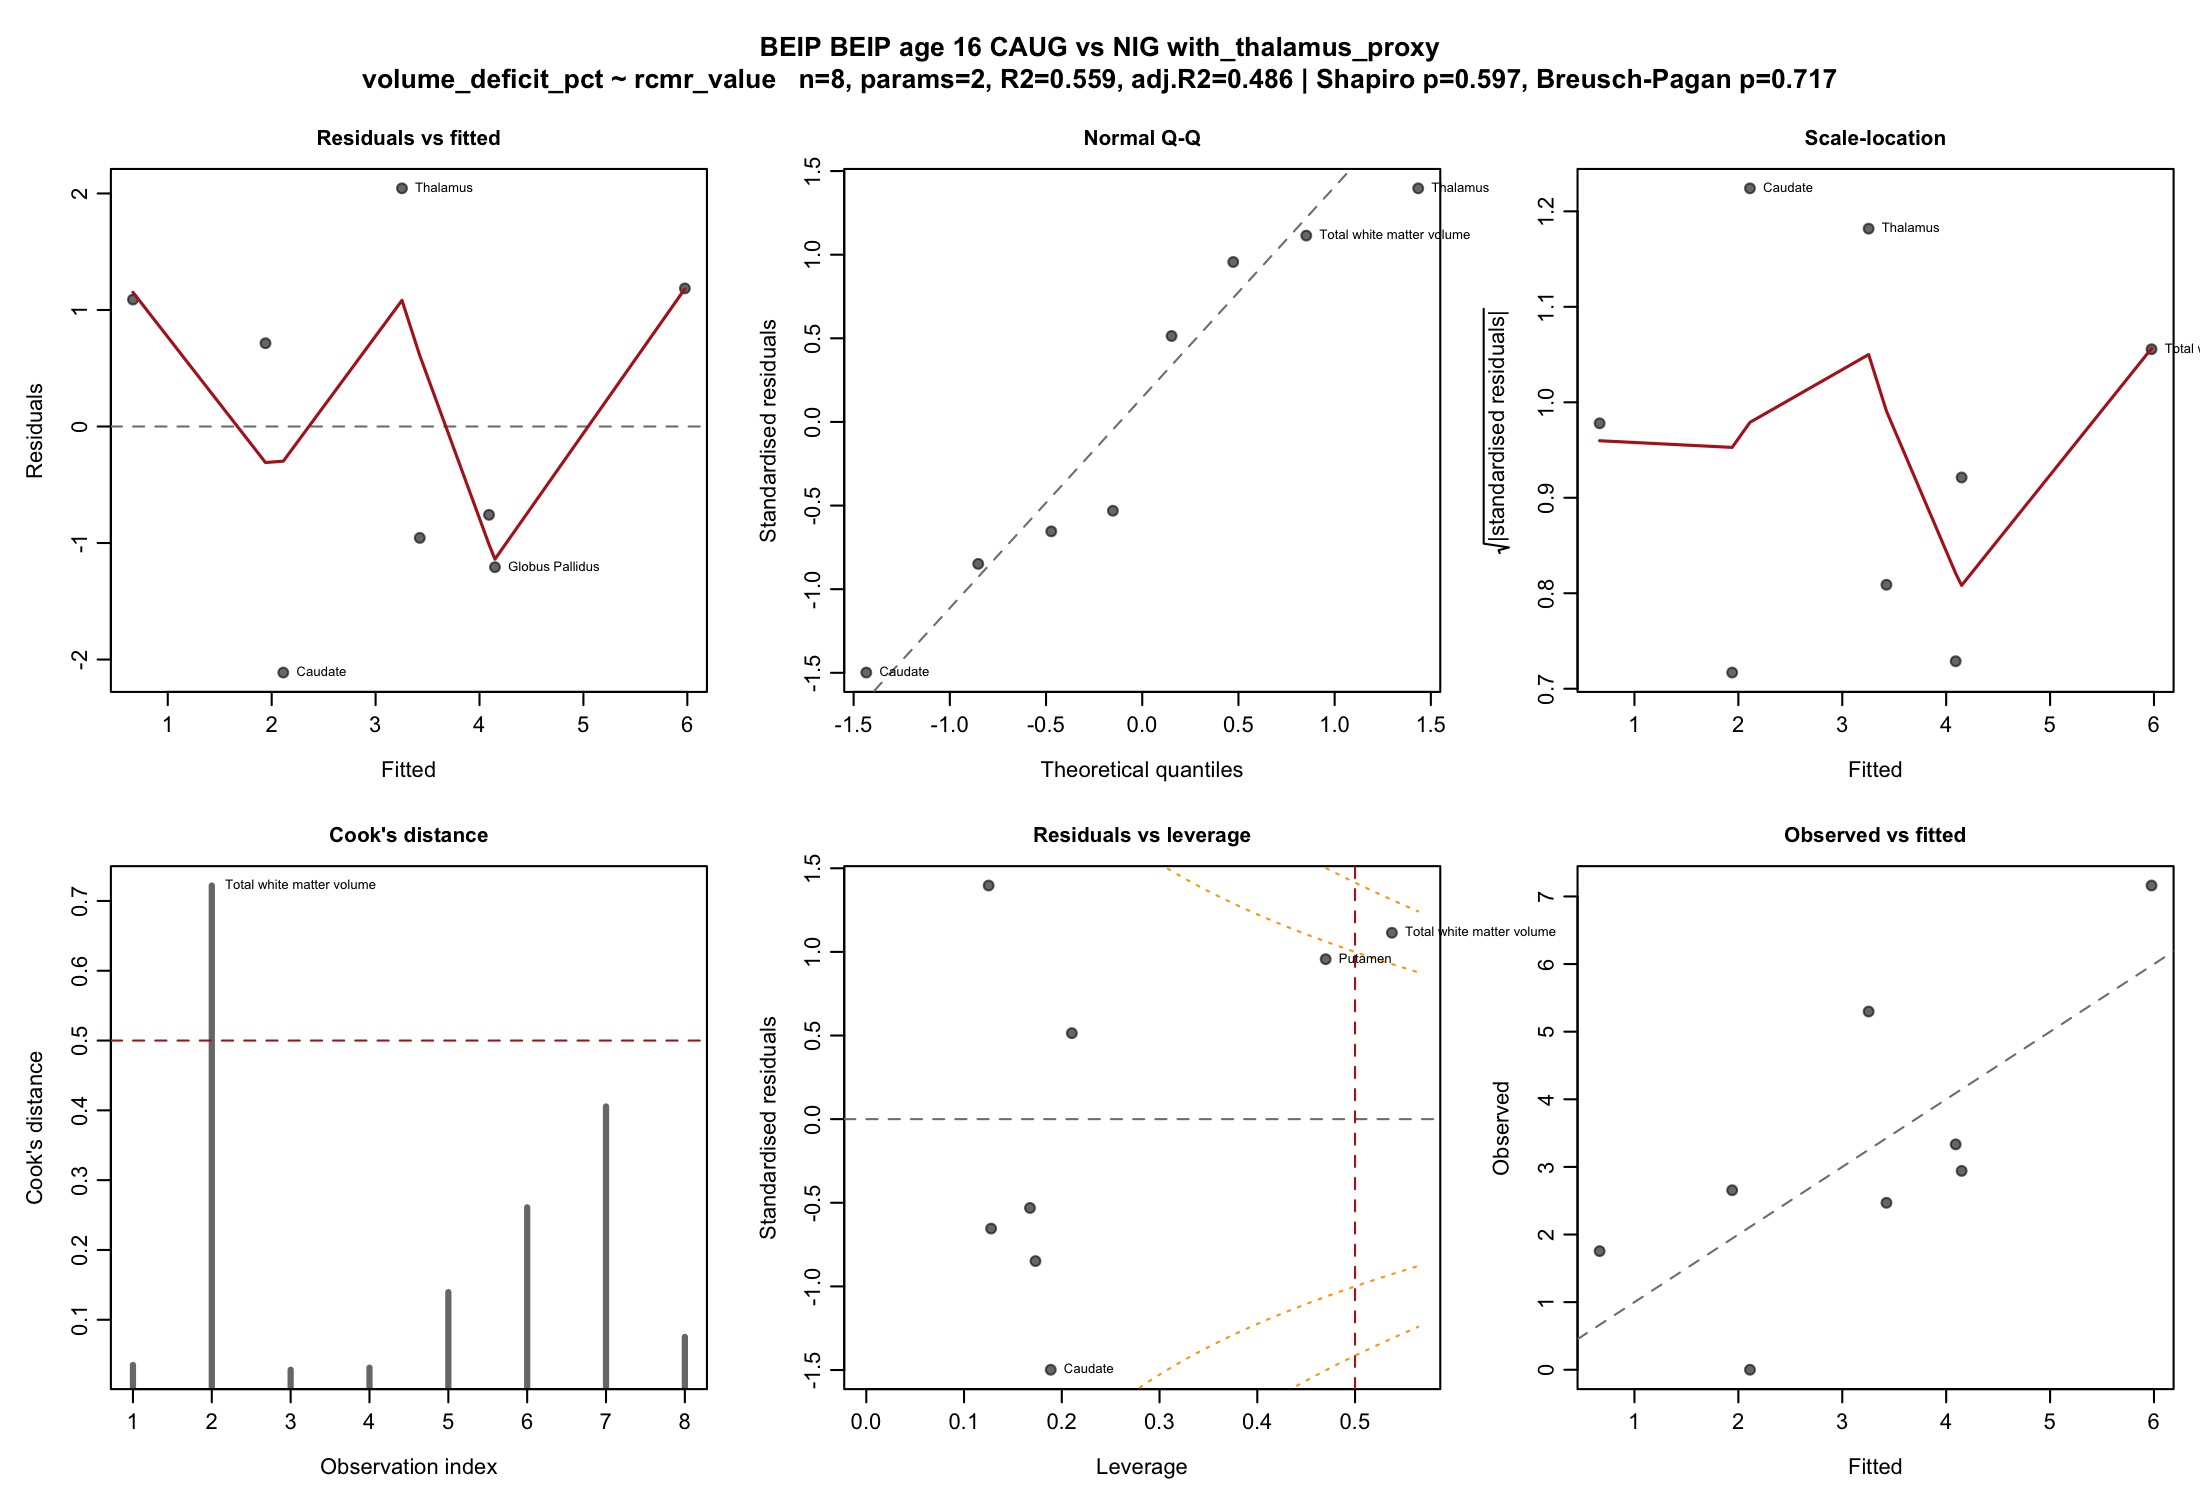 BEIP BEIP age 16 CAUG vs NIG with_thalamus_proxy
volume_deficit_pct ~ rcmr_value   n=8, params=2, R2=0.559, adj.R2=0.486 | Shapiro p=0.597, Breusch-Pagan p=0.717
Residuals vs fitted
Residuals
2
1
0
-1
-2
Thalamus
Globus Pallidus
Caudate
1 2 3 4 5 6
Fitted
Normal Q-Q
Standardised residuals
1.5
1.0
0.5
0.0
-0.5
-1.0
-1.5
Thalamus
Total white matter volume
Caudate
-1.5 -1.0 -0.5 0.0 0.5 1.0 1.5
Theoretical quantiles
Scale-location
√|standardised residuals|
1.2
1.1
1.0
0.9
0.8
0.7
Caudate
Thalamus
Total w
1 2 3 4 5 6
Fitted
Cook's distance
Cook's distance
0.7
0.6
0.5
0.4
0.3
0.2
0.1
Total white matter volume
1 2 3 4 5 6 7 8
Observation index
Residuals vs leverage
Standardised residuals
1.5
1.0
0.5
0.0
-0.5
-1.0
-1.5
Total white matter volume
Putamen
Caudate
0.0 0.1 0.2 0.3 0.4 0.5
Leverage
Observed vs fitted
Observed
7
6
5
4
3
2
1
0
1 2 3 4 5 6
Fitted